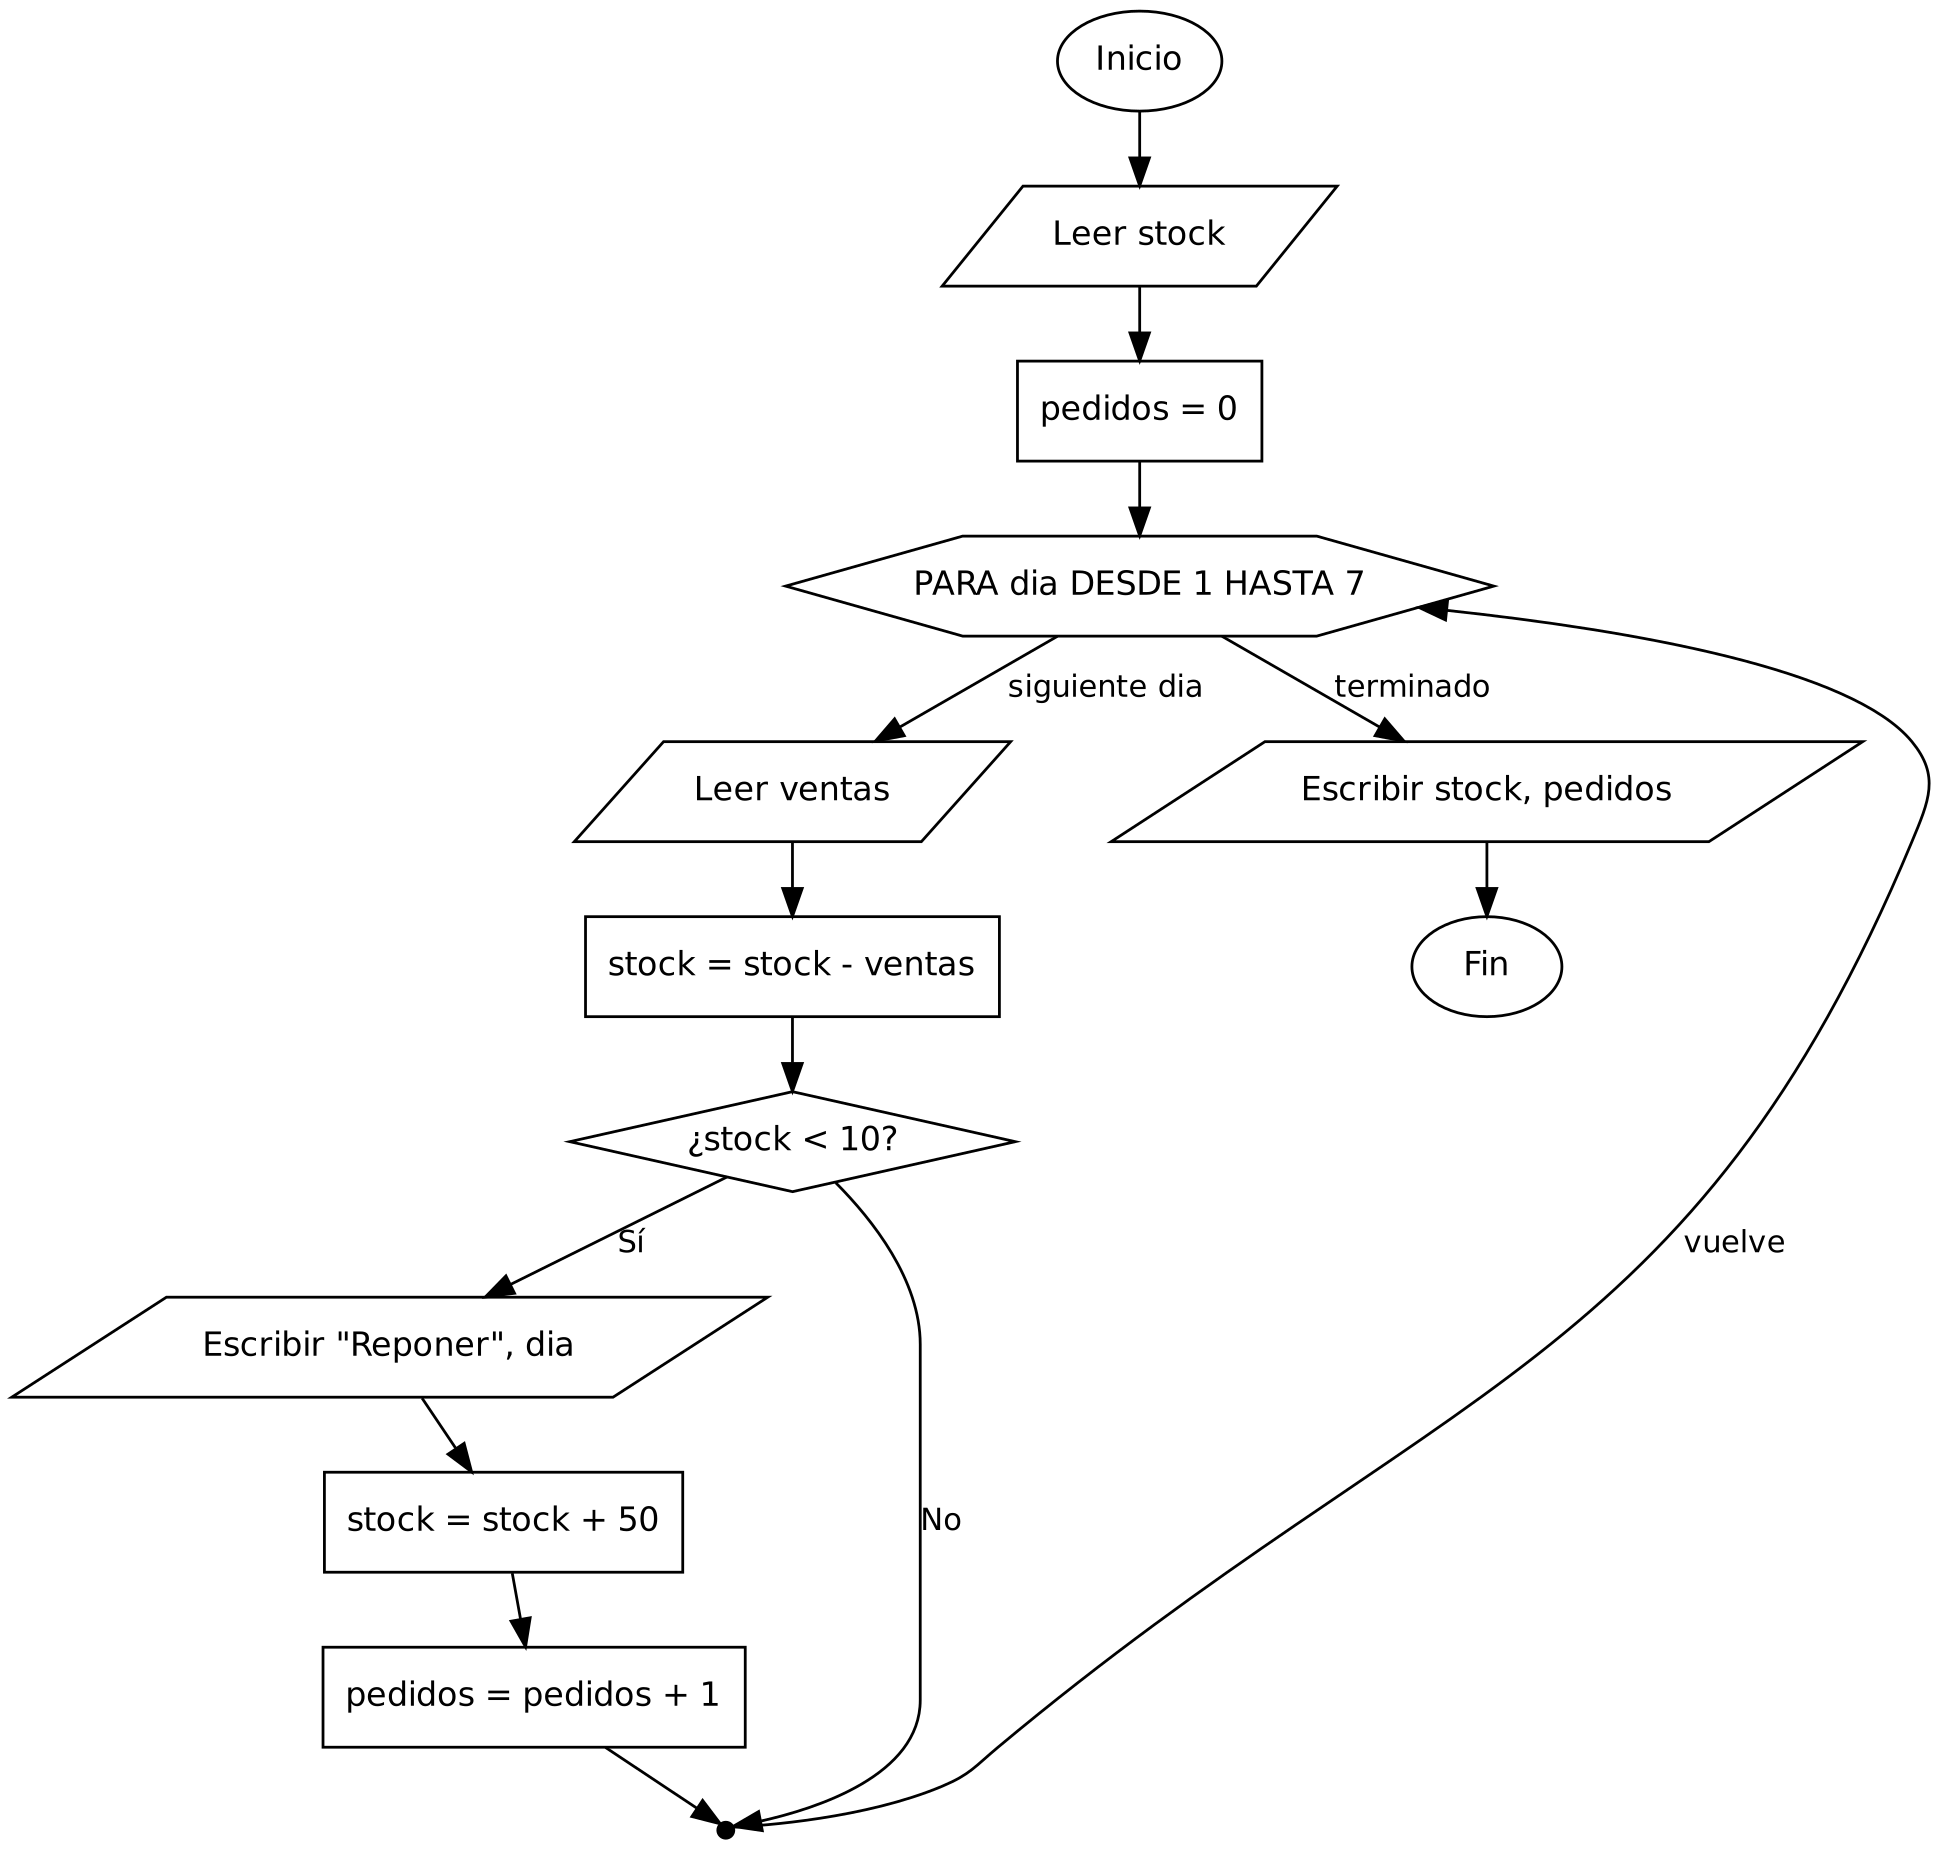 Inicio
Leer stock
pedidos = 0
PARA dia DESDE 1 HASTA 7
siguiente dia
terminado
Leer ventas
Escribir stock, pedidos
stock = stock - ventas
Fin
¿stock < 10?
Sí
vuelve
Escribir "Reponer", dia
stock = stock + 50
No
pedidos = pedidos + 1